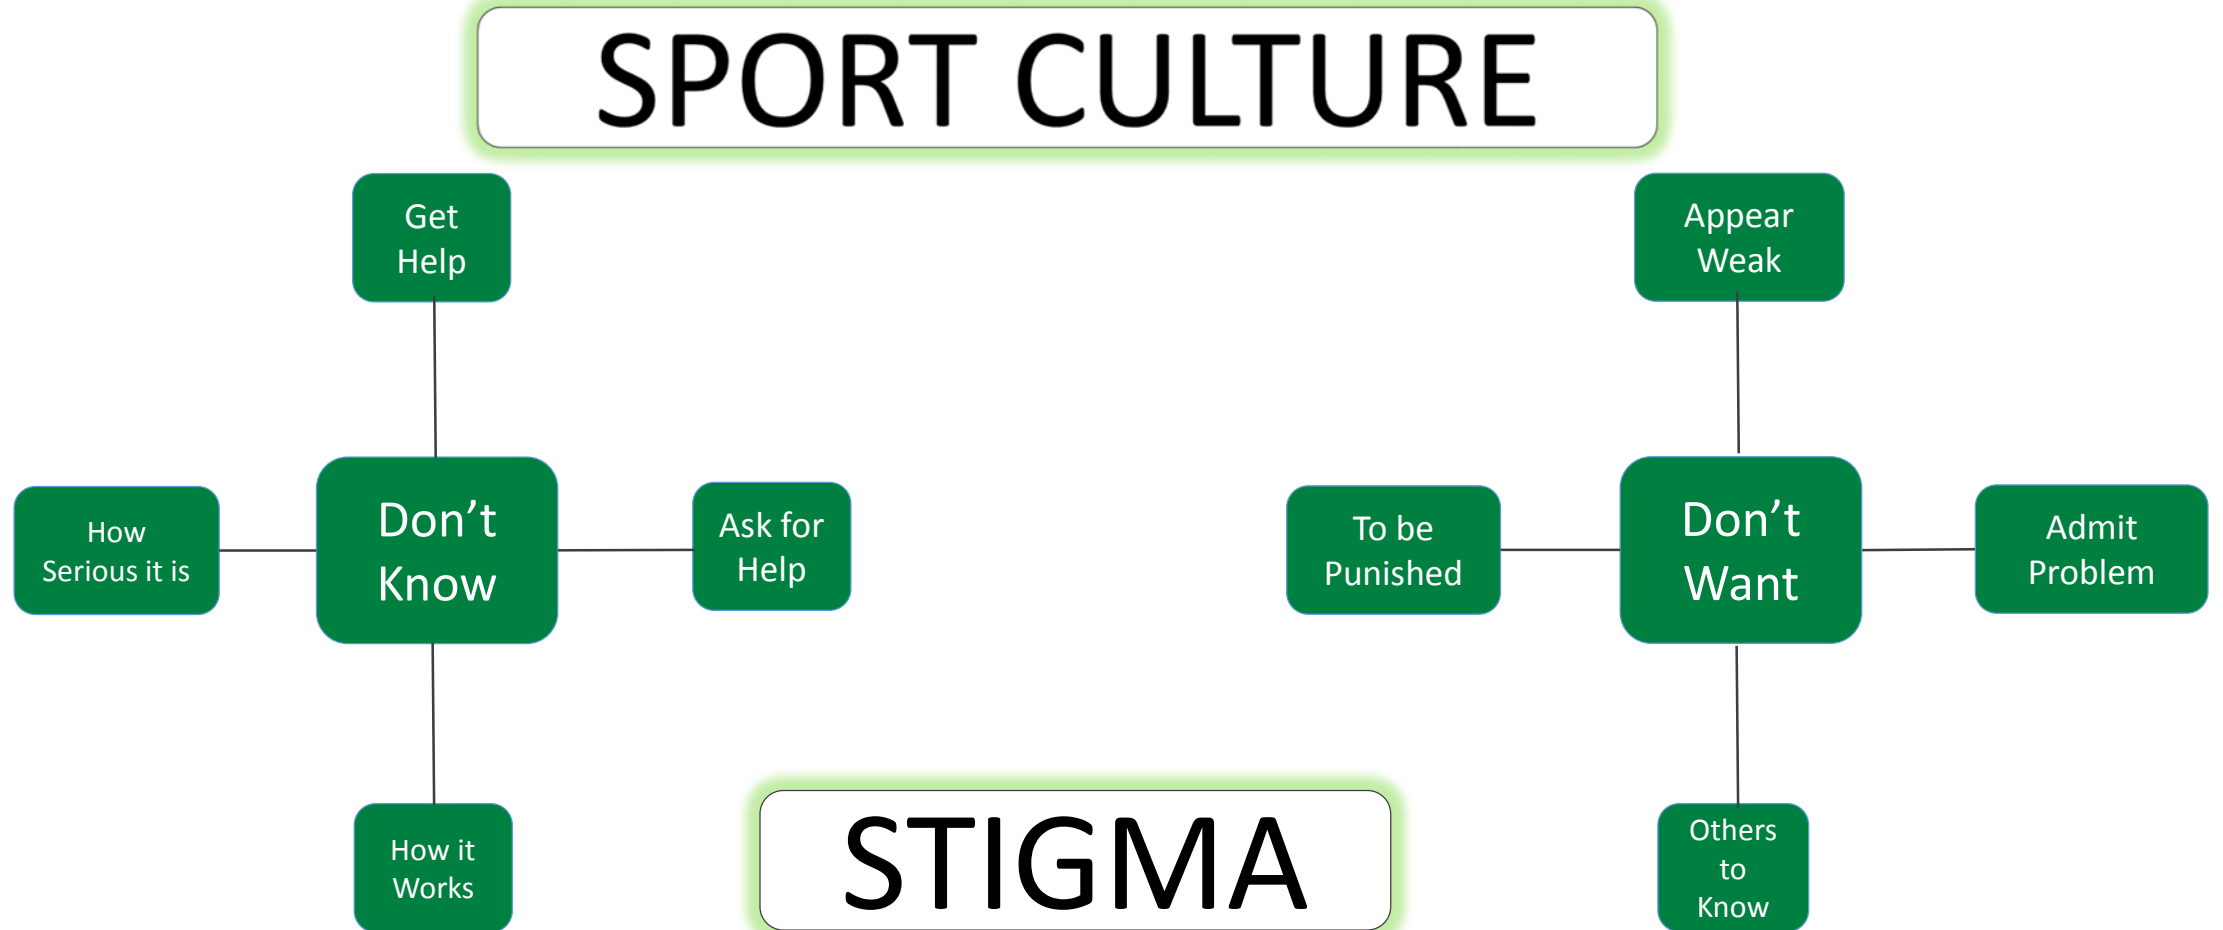 SPORT CULTURE
Get
Help
How
Serious it is
Don’t
Know
Ask for
Help
How it
Works
Appear
Weak
To be
Punished
Don’t
Want
Admit
Problem
Others
to
Know
STIGMA